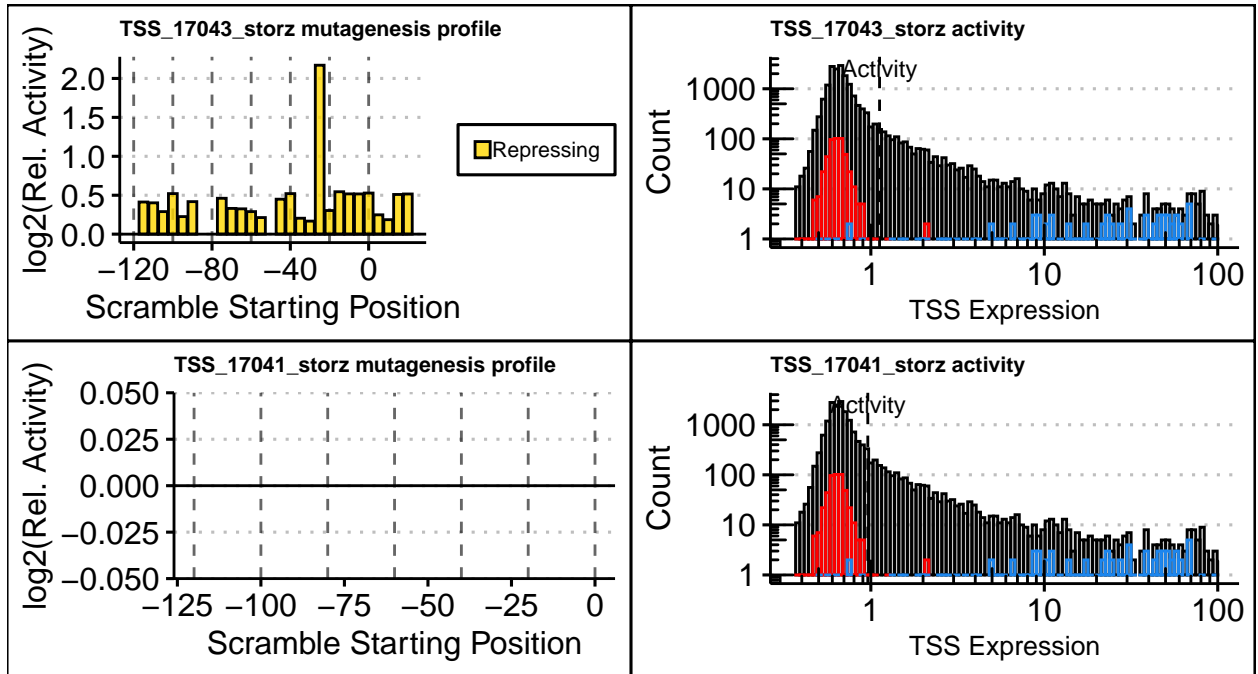 TSS_17043_storz mutagenesis profile
log2(Rel. Activity)
2.0
1.5
1.0
0.5
0.0
−120 −80 −40 0
Scramble Starting Position
Repressing
TSS_17043_storz activity
Activity
Count
1000
100
10
1
1 10 100
TSS Expression
TSS_17041_storz mutagenesis profile
log2(Rel. Activity)
0.050
0.025
0.000
−0.025
−0.050
−125 −100 −75 −50 −25 0
Scramble Starting Position
TSS_17041_storz activity
Activity
Count
1000
100
10
1
1 10 100
TSS Expression